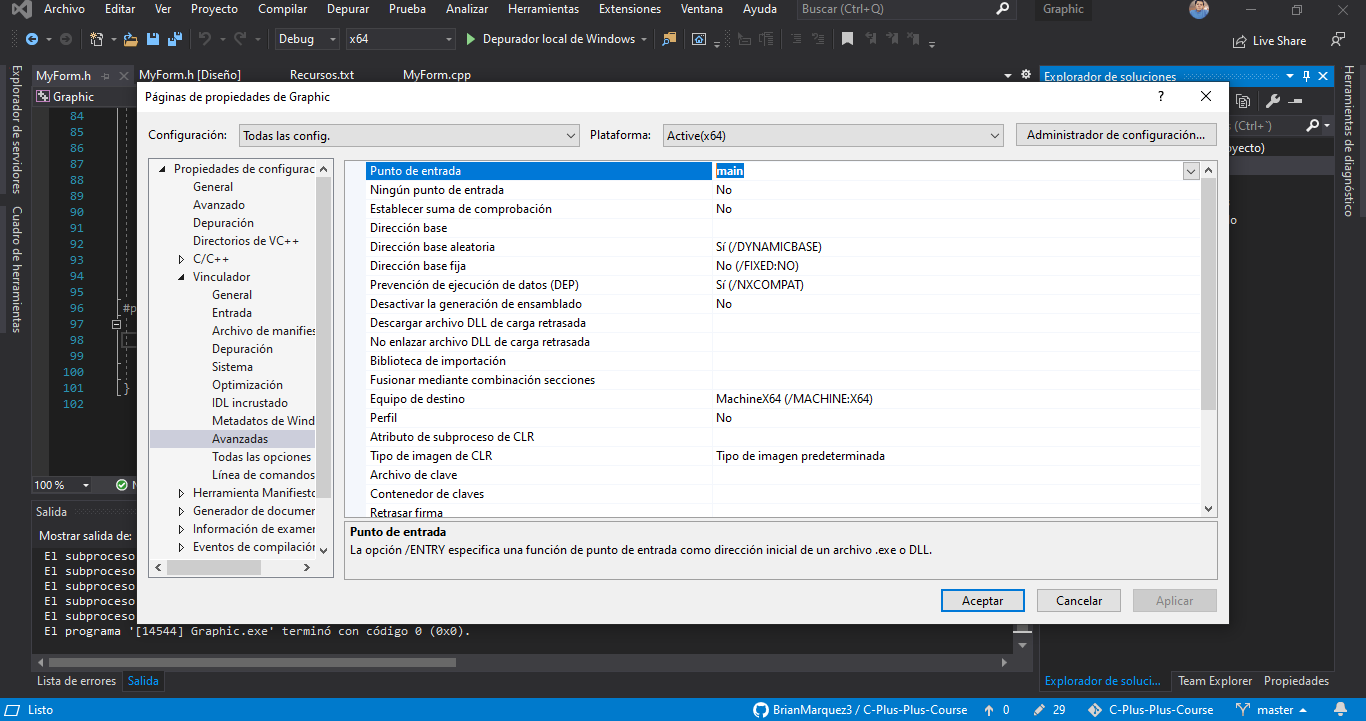 Archivo Editar Ver Proyecto Compilar Depurar Prueba Analizar Herramientas Extensiones Ventana Ayuda Buscar (Ctrl+Q) Graphic
Debug x64 Depurador local de Windows Live Share
Explorador de servidores
Cuadro de herramientas
MyForm.h MyForm.h [Diseño] Recursos.txt MyForm.cpp
Graphic
84
85
86
87
88
89
90
91
92
93
94
95
96 #p
97
98
99
100
101 }
102
100 %
Páginas de propiedades de Graphic ?
Configuración: Todas las config. Plataforma: Active(x64) Administrador de configuración...
Propiedades de configurac
General
Avanzado
Depuración
Directorios de VC++
C/C++
Vinculador
General
Entrada
Archivo de manifies
Depuración
Sistema
Optimización
IDL incrustado
Metadatos de Wind
Avanzadas
Todas las opciones
Línea de comandos
Herramienta Manifiesto
Generador de documer
Información de examer
Eventos de compilación
Punto de entrada main
Ningún punto de entrada No
Establecer suma de comprobación No
Dirección base
Dirección base aleatoria Sí (/DYNAMICBASE)
Dirección base fija No (/FIXED:NO)
Prevención de ejecución de datos (DEP) Sí (/NXCOMPAT)
Desactivar la generación de ensamblado No
Descargar archivo DLL de carga retrasada
No enlazar archivo DLL de carga retrasada
Biblioteca de importación
Fusionar mediante combinación secciones
Equipo de destino MachineX64 (/MACHINE:X64)
Perfil No
Atributo de subproceso de CLR
Tipo de imagen de CLR Tipo de imagen predeterminada
Archivo de clave
Contenedor de claves
Retrasar firma
Punto de entrada
La opción /ENTRY especifica una función de punto de entrada como dirección inicial de un archivo .exe o DLL.
Aceptar Cancelar Aplicar
Explorador de soluciones
(Ctrl+´)
oyecto)
o
Herramientas de diagnóstico
Salida
Mostrar salida de:
El subproceso
El subproceso
El subproceso
El subproceso
El subproceso
El programa '[14544] Graphic.exe' terminó con código 0 (0x0).
Lista de errores Salida
Explorador de soluci... Team Explorer Propiedades
Listo BrianMarquez3 / C-Plus-Plus-Course 0 29 C-Plus-Plus-Course master